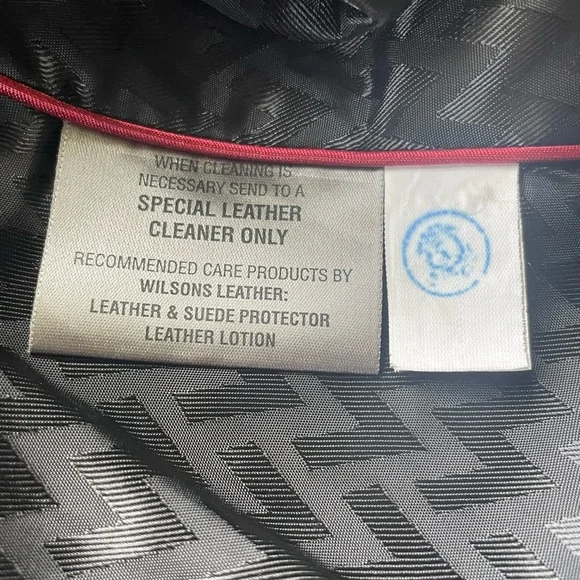 WHEN CLEANING IS
NECESSARY SEND TO A
SPECIAL LEATHER
CLEANER ONLY
RECOMMENDED CARE PRODUCTS BY
WILSONS LEATHER:
LEATHER & SUEDE PROTECTOR
LEATHER LOTION